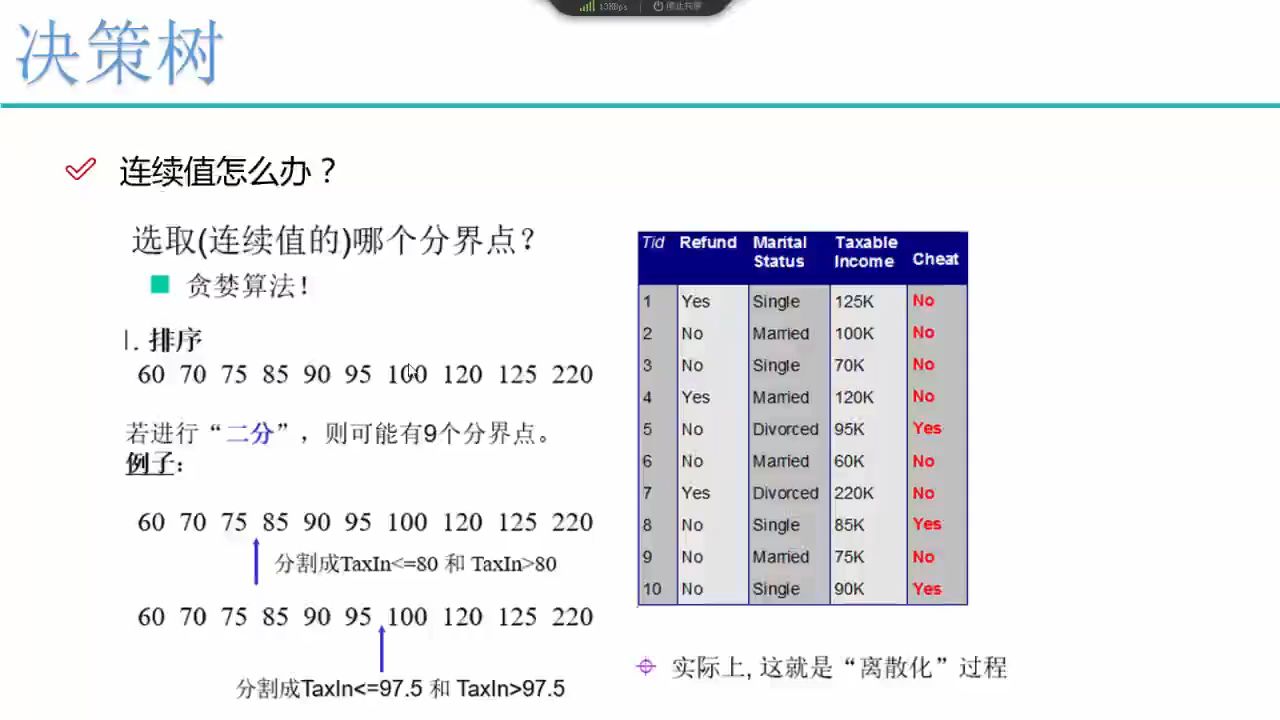 13KBps 停止共享
决策树
连续值怎么办？
选取(连续值的)哪个分界点？
贪婪算法！
1. 排序
60 70 75 85 90 95 100 120 125 220
若进行“二分”，则可能有9个分界点。
例子：
60 70 75 85 90 95 100 120 125 220
分割成TaxIn<=80 和 TaxIn>80
60 70 75 85 90 95 100 120 125 220
分割成TaxIn<=97.5 和 TaxIn>97.5
Tid Refund Marital Status Taxable Income Cheat
1 Yes Single 125K No
2 No Married 100K No
3 No Single 70K No
4 Yes Married 120K No
5 No Divorced 95K Yes
6 No Married 60K No
7 Yes Divorced 220K No
8 No Single 85K Yes
9 No Married 75K No
10 No Single 90K Yes
实际上, 这就是“离散化”过程